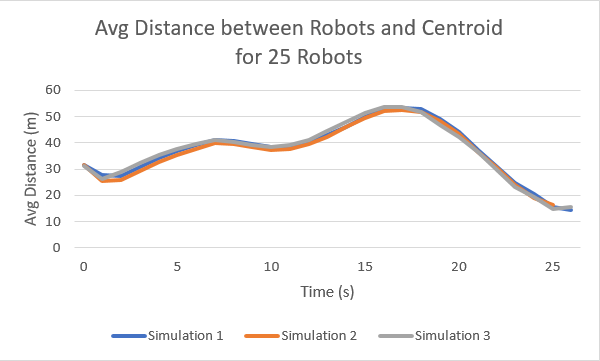 Avg Distance between Robots and Centroid
for 25 Robots
Avg Distance (m)
60
50
40
30
20
10
0
0 5 10 15 20 25
Time (s)
Simulation 1 Simulation 2 Simulation 3